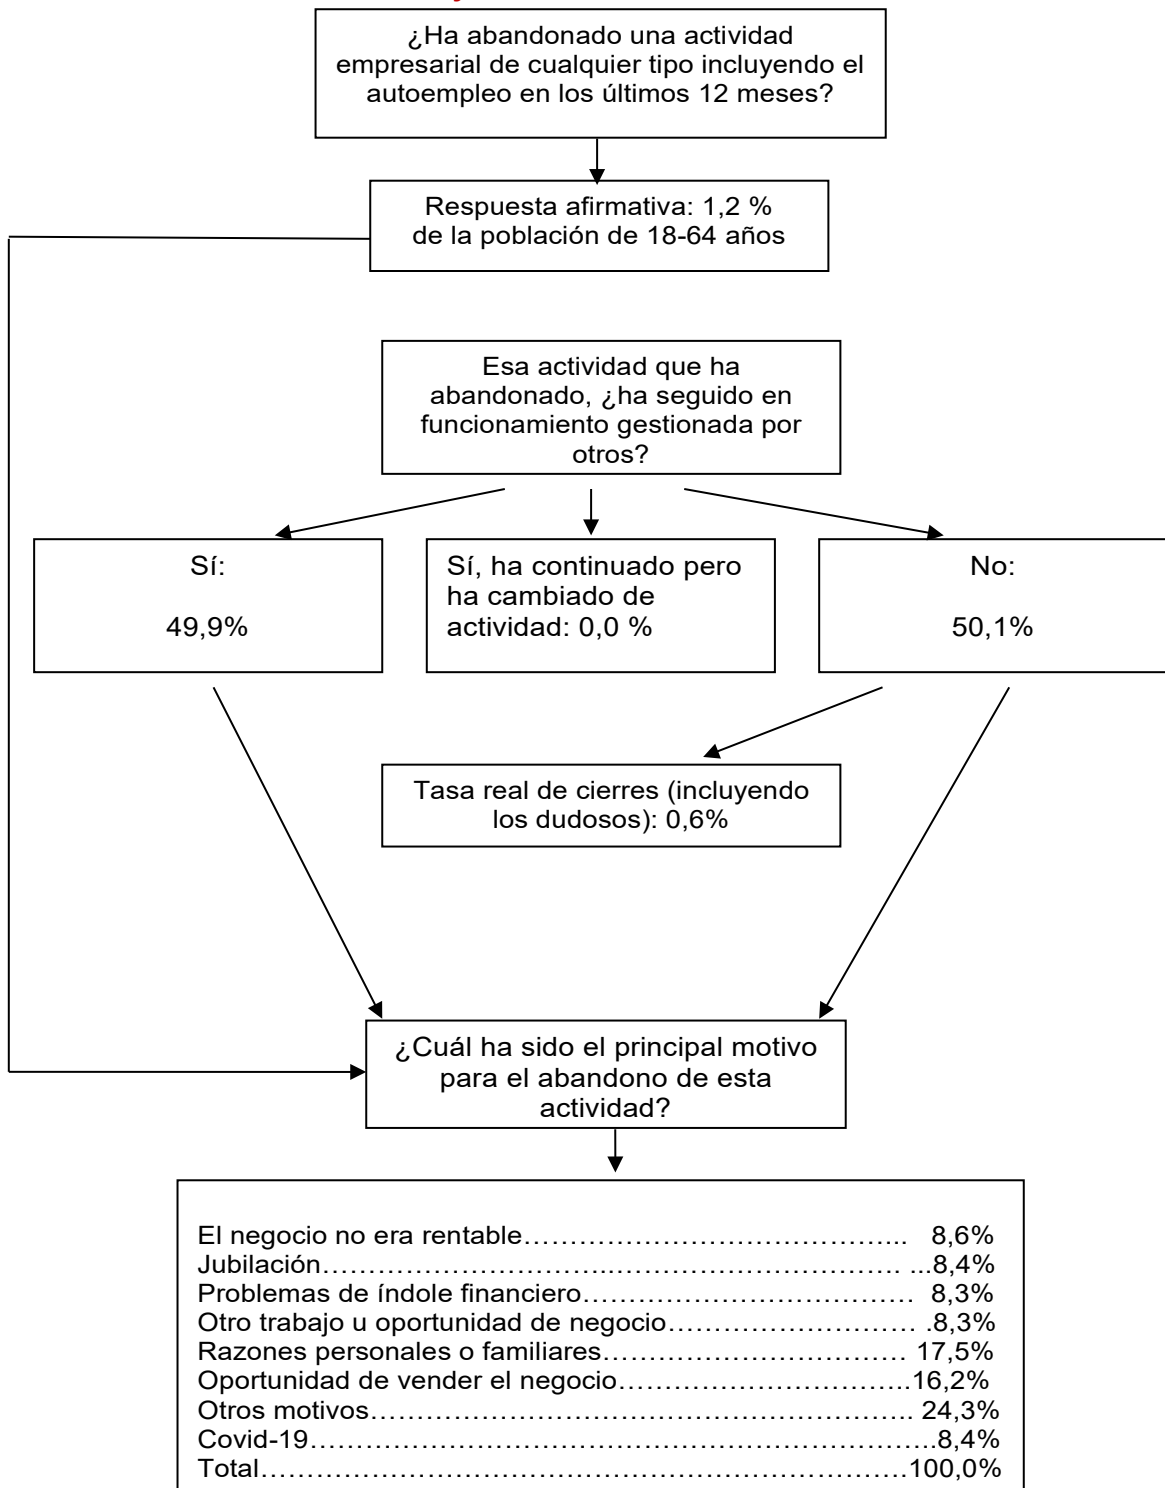 ¿Ha abandonado una actividad
empresarial de cualquier tipo incluyendo el
autoempleo en los últimos 12 meses?
Respuesta afirmativa: 1,2 %
de la población de 18-64 años
Esa actividad que ha
abandonado, ¿ha seguido en
funcionamiento gestionada por
otros?
Sí:
49,9%
Sí, ha continuado pero
ha cambiado de
actividad: 0,0 %
No:
50,1%
Tasa real de cierres (incluyendo
los dudosos): 0,6%
¿Cuál ha sido el principal motivo
para el abandono de esta
actividad?
El negocio no era rentable………………………………….... 8,6%
Jubilación……………………………...………………………… ...8,4%
Problemas de índole financiero……………………………… 8,3%
Otro trabajo u oportunidad de negocio…………………… .8,3%
Razones personales o familiares…………………………… 17,5%
Oportunidad de vender el negocio…………………………..16,2%
Otros motivos…………………………………………………. 24,3%
Covid-19…………………………………………………………..8,4%
Total………………………………………………………………100,0%